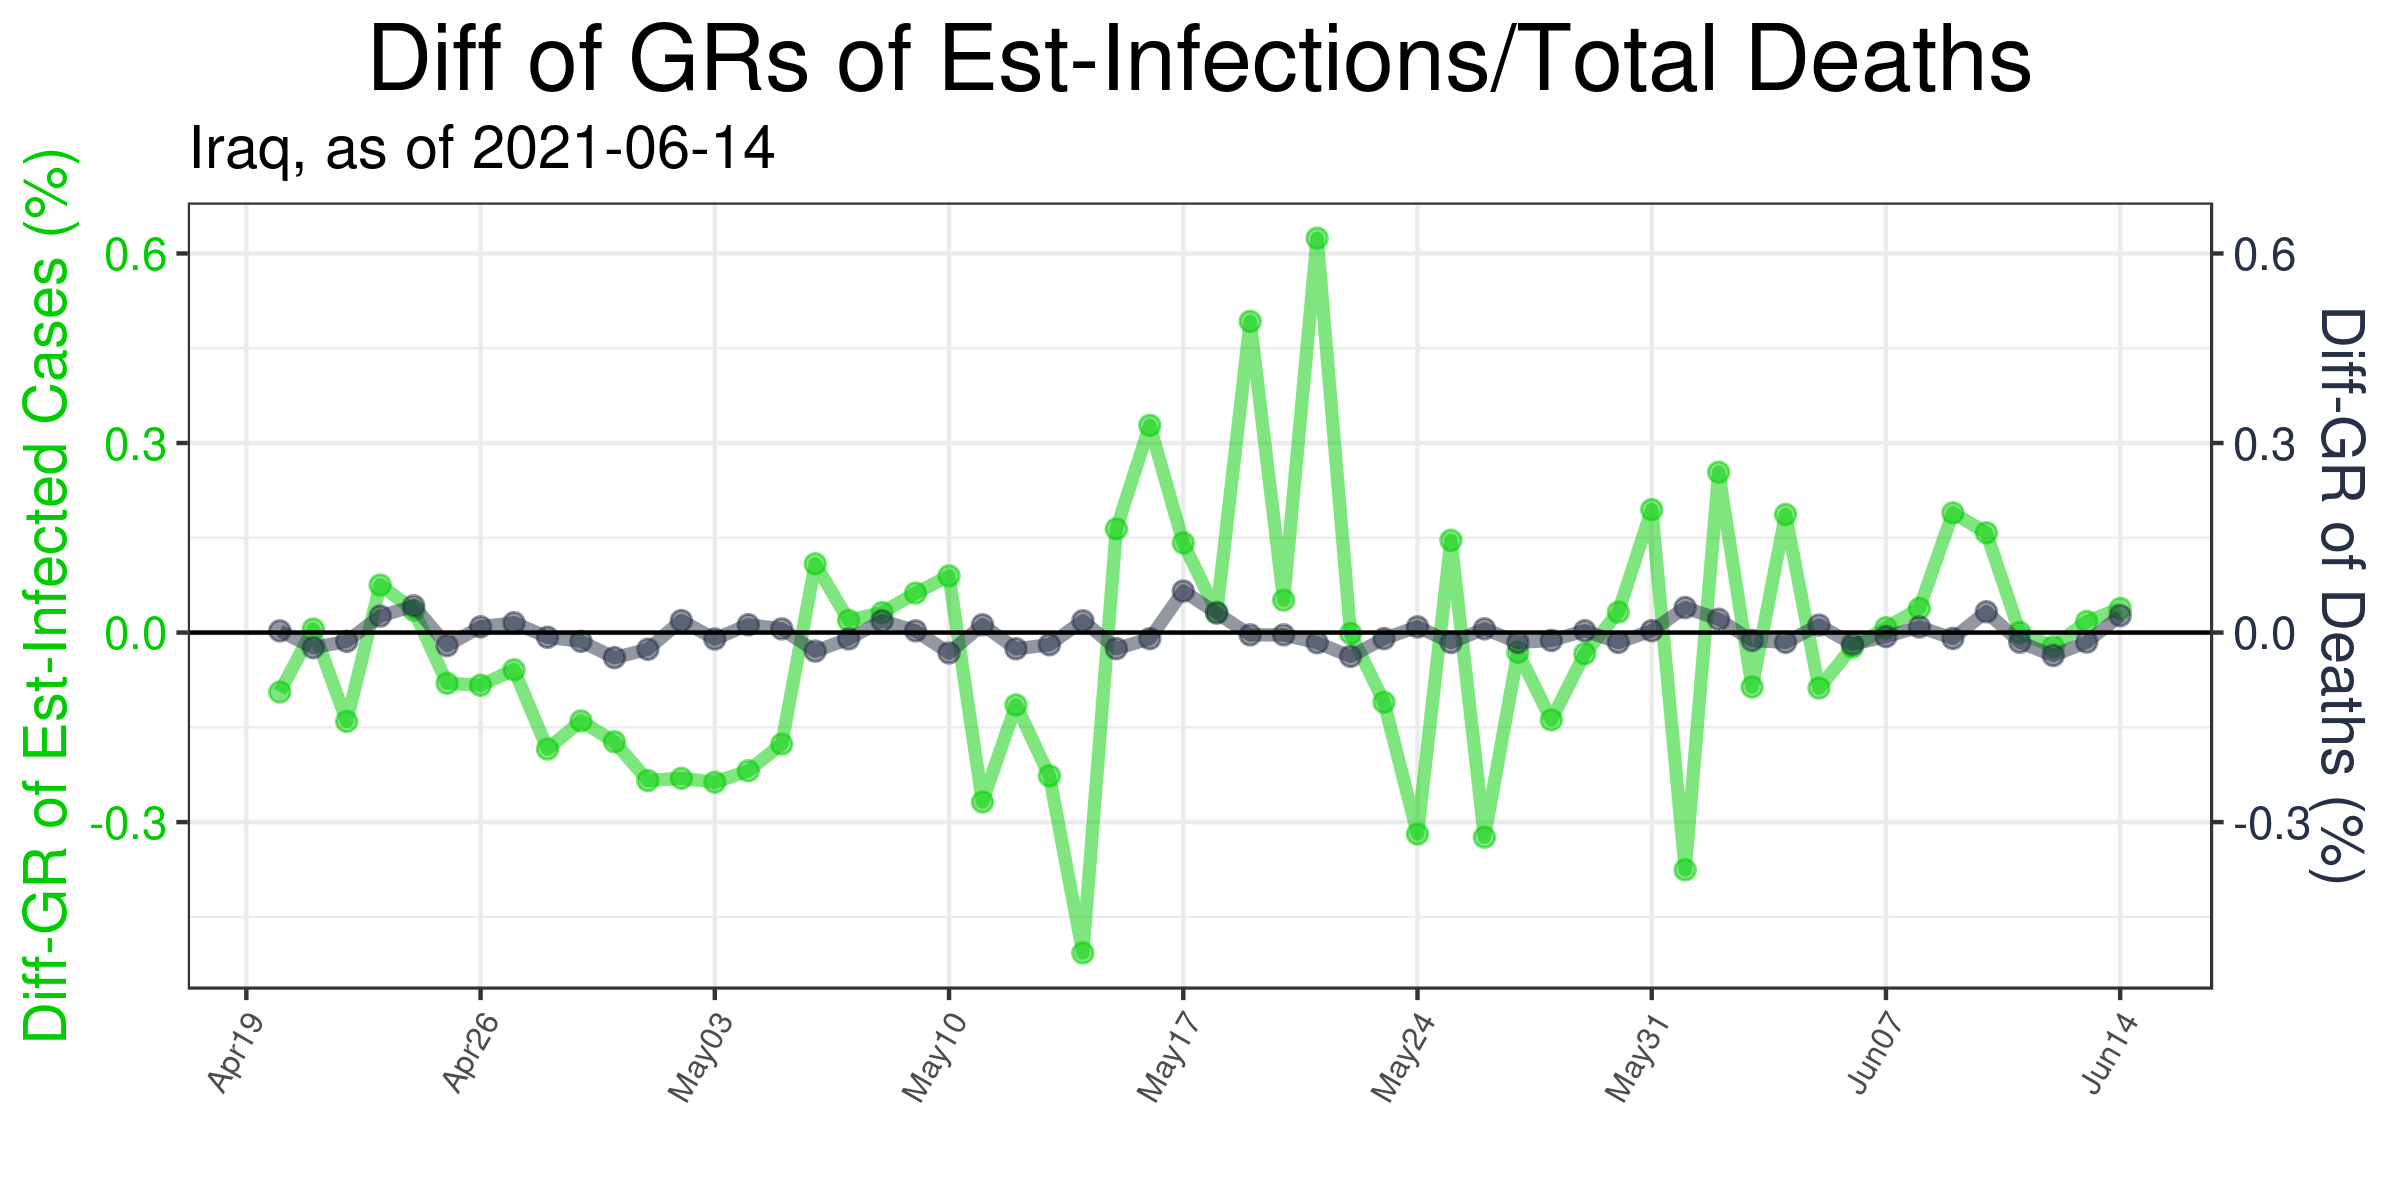 Diff of GRs of Est-Infections/Total Deaths
Iraq, as of 2021-06-14
Diff-GR of Est-Infected Cases (%)
0.6
0.3
0.0
-0.3
0.6
0.3
0.0
-0.3
Diff-GR of Deaths (%)
Apr19
Apr26
May03
May10
May17
May24
May31
Jun07
Jun14